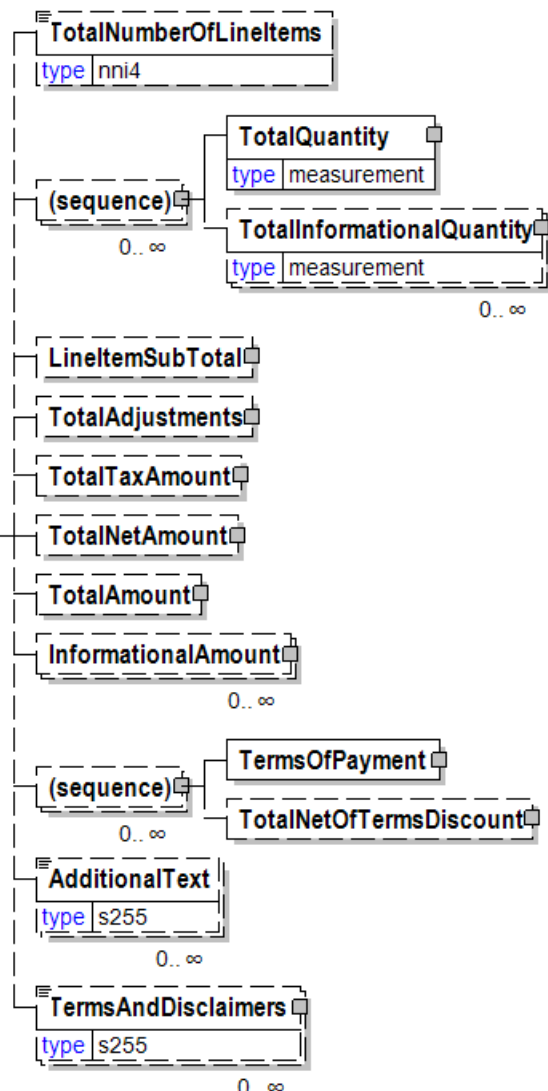 TotalNumberOfLineItems
type nni4
TotalQuantity
type measurement
(sequence)
0.. ∞
TotalInformationalQuantity
type measurement
0.. ∞
LineItemSubTotal
TotalAdjustments
TotalTaxAmount
TotalNetAmount
TotalAmount
InformationalAmount
0.. ∞
TermsOfPayment
(sequence)
0.. ∞
TotalNetOfTermsDiscount
AdditionalText
type s255
0.. ∞
TermsAndDisclaimers
type s255
0.. ∞